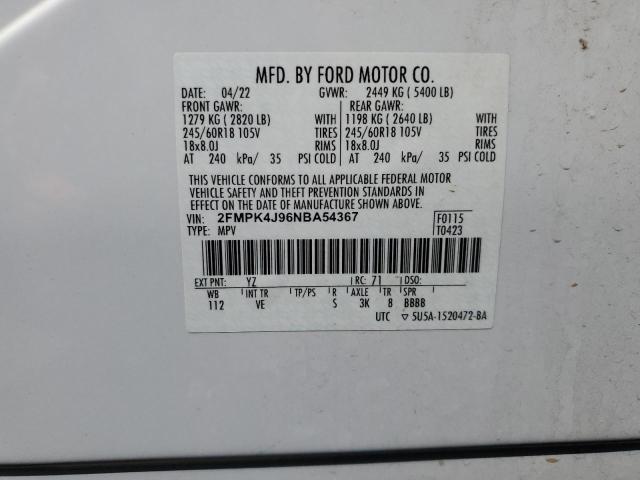 MFD. BY FORD MOTOR CO.
DATE: 04/22 GVWR: 2449 KG ( 5400 LB)
FRONT GAWR: REAR GAWR:
1279 KG ( 2820 LB) WITH 1198 KG ( 2640 LB) WITH
245/60R18 105V TIRES 245/60R18 105V TIRES
18x8.0J RIMS 18x8.0J RIMS
AT 240 kPa/ 35 PSI COLD AT 240 kPa/ 35 PSI COLD
THIS VEHICLE CONFORMS TO ALL APPLICABLE FEDERAL MOTOR
VEHICLE SAFETY AND THEFT PREVENTION STANDARDS IN
EFFECT ON THE DATE OF MANUFACTURE SHOWN ABOVE.
VIN: 2FMPK4J96NBA54367 F0115
TYPE: MPV T0423
EXT PNT: YZ RC: 71 DSO:
WB INT TR TP/PS R AXLE TR SPR
112 VE S 3K 8 BBBB
UTC ▽ 5U5A-1520472-BA